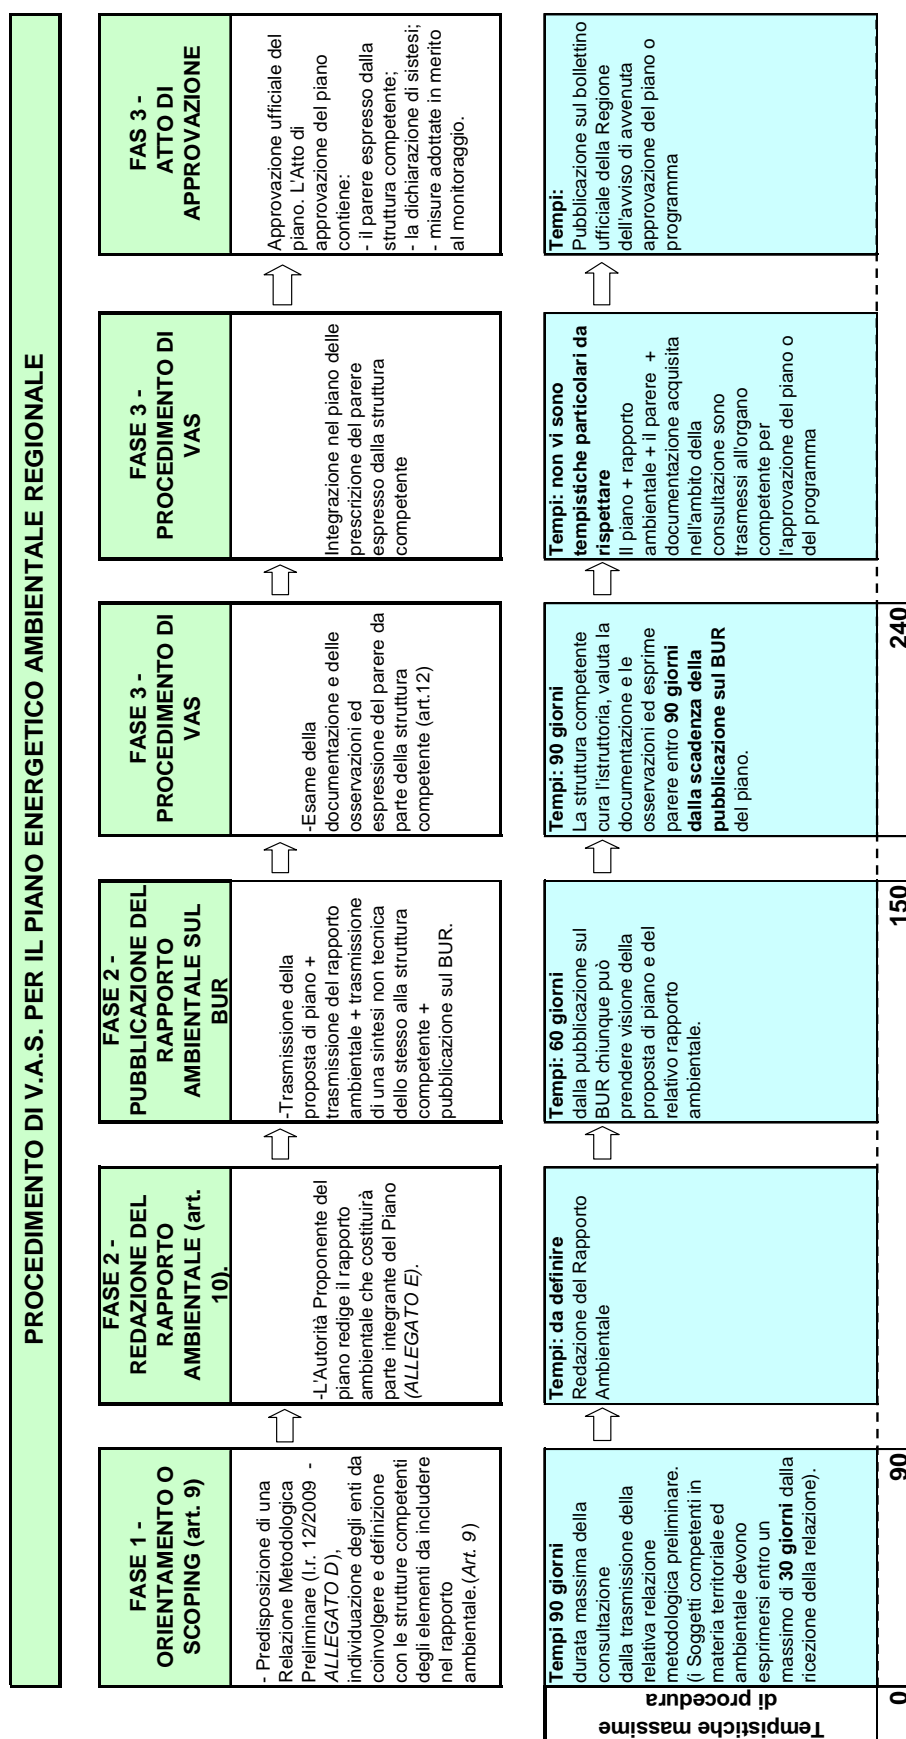 PROCEDIMENTO DI V.A.S. PER IL PIANO ENERGETICO AMBIENTALE REGIONALE
FASE 1 -
ORIENTAMENTO O
SCOPING (art. 9)
- Predisposizione di una
Relazione Metodologica
Preliminare (l.r. 12/2009 -
ALLEGATO D),
individuazione degli enti da
coinvolgere e definizione
con le strutture competenti
degli elementi da includere
nel rapporto
ambientale.(Art. 9)
FASE 2 -
REDAZIONE DEL
RAPPORTO
AMBIENTALE (art.
10).
-L'Autorità Proponente del
piano redige il rapporto
ambientale che costituirà
parte integrante del Piano
(ALLEGATO E).
FASE 2 -
PUBBLICAZIONE DEL
RAPPORTO
AMBIENTALE SUL
BUR
-Trasmissione della
proposta di piano +
trasmissione del rapporto
ambientale + trasmissione
di una sintesi non tecnica
dello stesso alla struttura
competente +
pubblicazione sul BUR.
FASE 3 -
PROCEDIMENTO DI
VAS
-Esame della
documentazione e delle
osservazioni ed
espressione del parere da
parte della struttura
competente (art.12)
FASE 3 -
PROCEDIMENTO DI
VAS
Integrazione nel piano delle
prescrizione del parere
espresso dalla struttura
competente
FAS 3 -
ATTO DI
APPROVAZIONE
Approvazione ufficiale del
piano. L'Atto di
approvazione del piano
contiene:
- il parere espresso dalla
struttura competente;
- la dichiarazione di sistesi;
- misure adottate in merito
al monitoraggio.
Tempistiche massime
di procedura
Tempi 90 giorni
durata massima della
consultazione
dalla trasmissione della
relativa relazione
metodologica preliminare.
(i Soggetti competenti in
materia territoriale ed
ambientale devono
esprimersi entro un
massimo di 30 giorni dalla
ricezione della relazione).
Tempi: da definire
Redazione del Rapporto
Ambientale
Tempi: 60 giorni
dalla pubblicazione sul
BUR chiunque può
prendere visione della
proposta di piano e del
relativo rapporto
ambientale.
Tempi: 90 giorni
La struttura competente
cura l'istruttoria, valuta la
documentazione e le
osservazioni ed esprime
parere entro 90 giorni
dalla scadenza della
pubblicazione sul BUR
del piano.
Tempi: non vi sono
tempistiche particolari da
rispettare
Il piano + rapporto
ambientale + il parere +
documentazione acquisita
nell'ambito della
consultazione sono
trasmessi all'organo
competente per
l'approvazione del piano o
del programma
Tempi:
Pubblicazione sul bollettino
ufficiale della Regione
dell'avviso di avvenuta
approvazione del piano o
programma
0
90
150
240